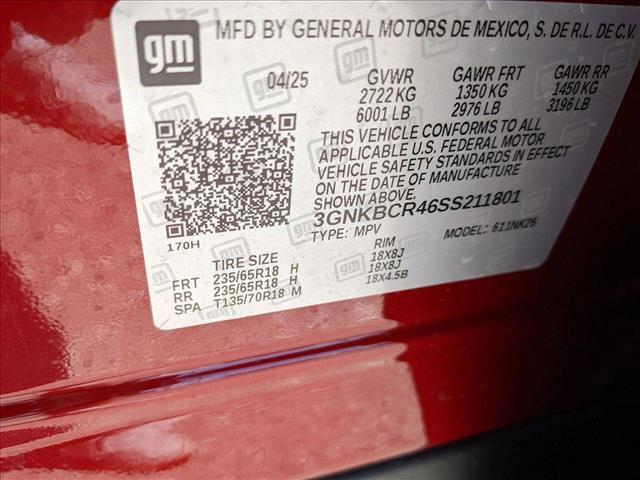 gm
MFD BY GENERAL MOTORS DE MEXICO, S. DE R.L. DE C.V.
04/25 GVWR GAWR FRT GAWR RR
2722 KG 1350 KG 1450 KG
6001 LB 2976 LB 3196 LB
THIS VEHICLE CONFORMS TO ALL
APPLICABLE U.S. FEDERAL MOTOR
VEHICLE SAFETY STANDARDS IN EFFECT
ON THE DATE OF MANUFACTURE
SHOWN ABOVE.
3GNKBCR46SS211801
170H TYPE: MPV MODEL: 611NK26
TIRE SIZE RIM
FRT 235/65R18 H 18X8J
RR 235/65R18 H 18X8J
SPA T135/70R18 M 18X4.5B